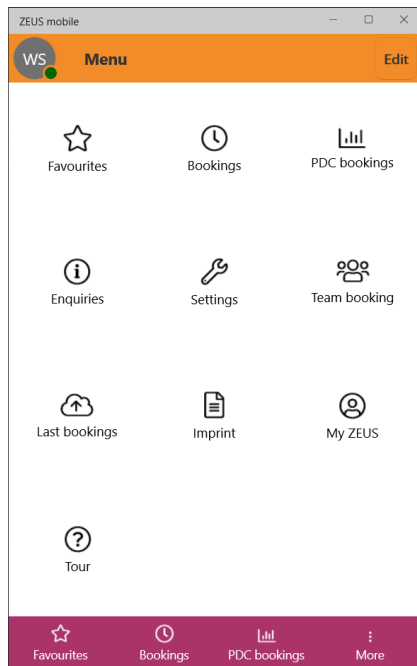 ZEUS mobile
WS Menu Edit
Favourites Bookings PDC bookings
Enquiries Settings Team booking
Last bookings Imprint My ZEUS
Tour
Favourites Bookings PDC bookings More